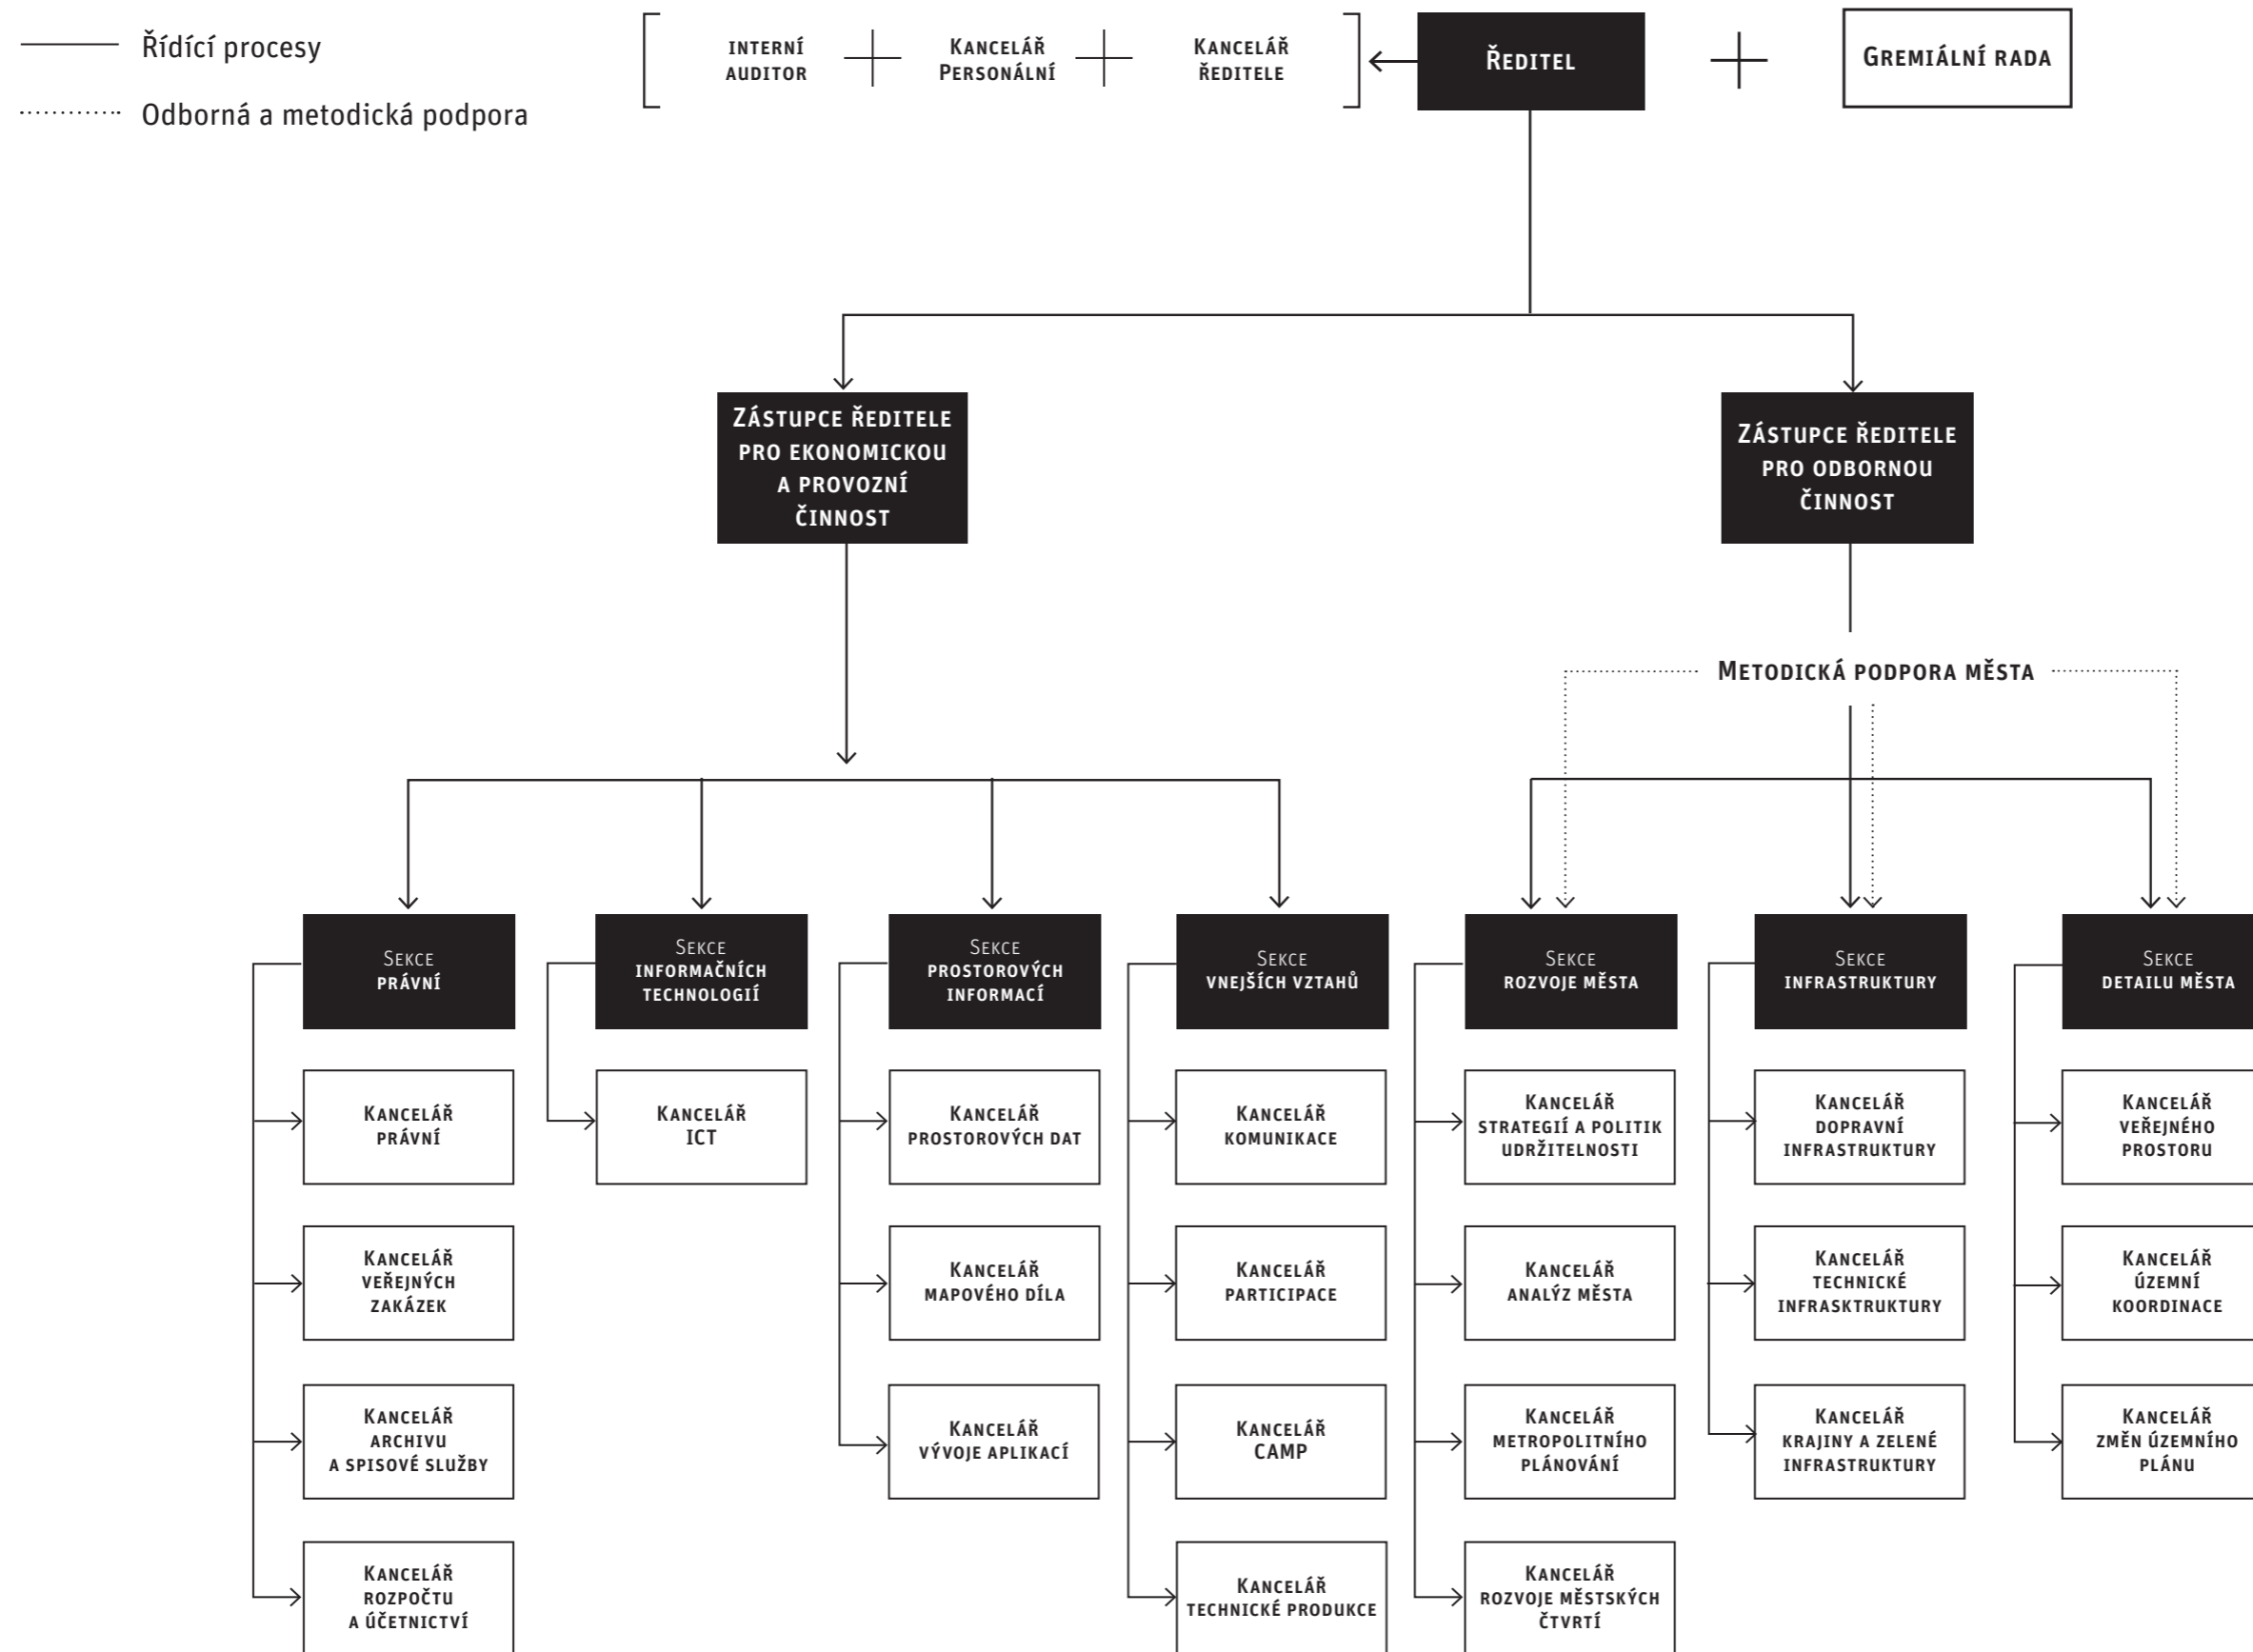 Řídící procesy
Odborná a metodická podpora
INTERNÍ
AUDITOR
KANCELÁŘ
PERSONÁLNÍ
KANCELÁŘ
ŘEDITELE
ŘEDITEL
GREMIÁLNÍ RADA
ZÁSTUPCE ŘEDITELE
PRO EKONOMICKOU
A PROVOZNÍ
ČINNOST
ZÁSTUPCE ŘEDITELE
PRO ODBORNOU
ČINNOST
METODICKÁ PODPORA MĚSTA
SEKCE
PRÁVNÍ
SEKCE
INFORMAČNÍCH
TECHNOLOGIÍ
SEKCE
PROSTOROVÝCH
INFORMACÍ
SEKCE
VNEJŠÍCH VZTAHŮ
SEKCE
ROZVOJE MĚSTA
SEKCE
INFRASTRUKTURY
SEKCE
DETAILU MĚSTA
KANCELÁŘ
PRÁVNÍ
KANCELÁŘ
ICT
KANCELÁŘ
PROSTOROVÝCH DAT
KANCELÁŘ
KOMUNIKACE
KANCELÁŘ
STRATEGIÍ A POLITIK
UDRŽITELNOSTI
KANCELÁŘ
DOPRAVNÍ
INFRASTRUKTURY
KANCELÁŘ
VEŘEJNÉHO
PROSTORU
KANCELÁŘ
VEŘEJNÝCH
ZAKÁZEK
KANCELÁŘ
MAPOVÉHO DÍLA
KANCELÁŘ
PARTICIPACE
KANCELÁŘ
ANALÝZ MĚSTA
KANCELÁŘ
TECHNICKÉ
INFRASKTRUKTURY
KANCELÁŘ
ÚZEMNÍ
KOORDINACE
KANCELÁŘ
ARCHIVU
A SPISOVÉ SLUŽBY
KANCELÁŘ
VÝVOJE APLIKACÍ
KANCELÁŘ
CAMP
KANCELÁŘ
METROPOLITNÍHO
PLÁNOVÁNÍ
KANCELÁŘ
KRAJINY A ZELENÉ
INFRASTRUKTURY
KANCELÁŘ
ZMĚN ÚZEMNÍHO
PLÁNU
KANCELÁŘ
ROZPOČTU
A ÚČETNICTVÍ
KANCELÁŘ
TECHNICKÉ PRODUKCE
KANCELÁŘ
ROZVOJE MĚSTSKÝCH
ČTVRTÍ